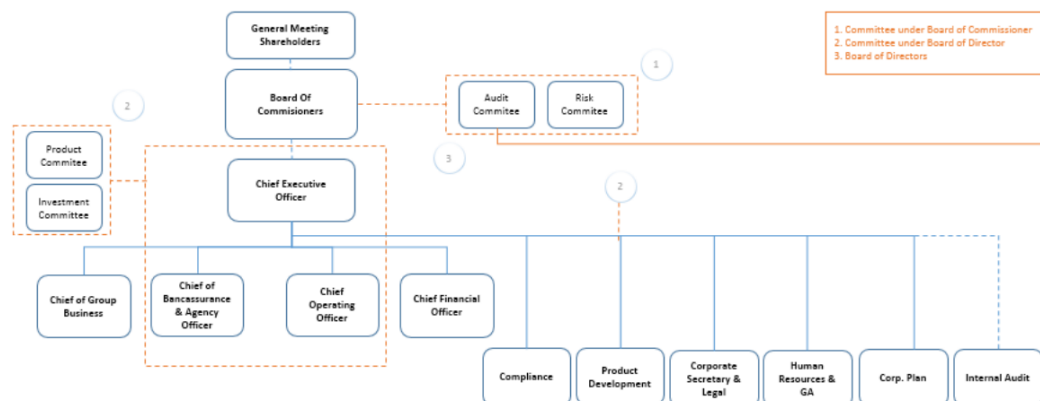 General Meeting
Shareholders
1. Committee under Board of Commissioner
2. Committee under Board of Director
3. Board of Directors
1
Board Of
Commisioners
Audit
Commitee
Risk
Commitee
2
Product
Commitee
Investment
Committee
3
Chief Executive
Officer
2
Chief of Group
Business
Chief of
Bancassurance
& Agency
Officer
Chief
Operating
Officer
Chief Financial
Officer
Compliance
Product
Development
Corporate
Secretary &
Legal
Human
Resources &
GA
Corp. Plan
Internal Audit